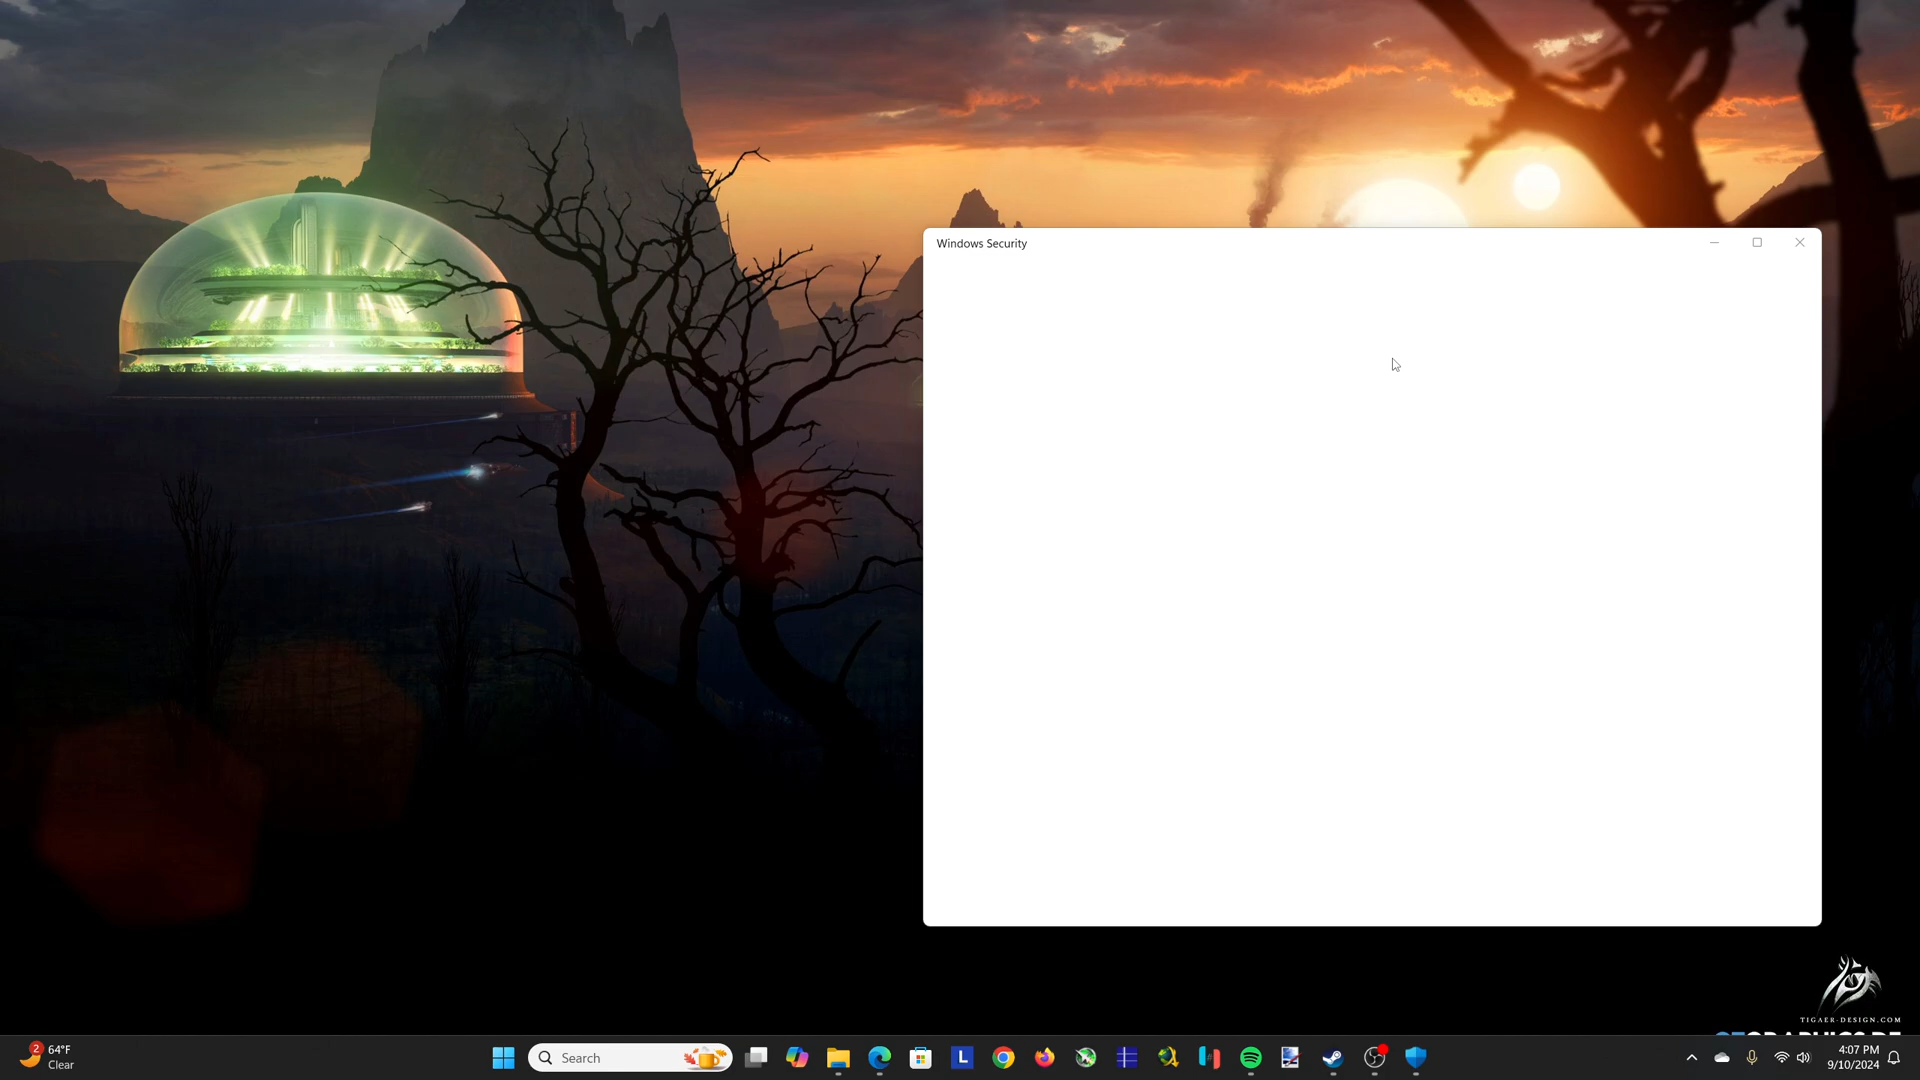 Windows Security
TIGAER-DESIGN.COM
2
64°F
Clear
Search
L
4:07 PM
9/10/2024